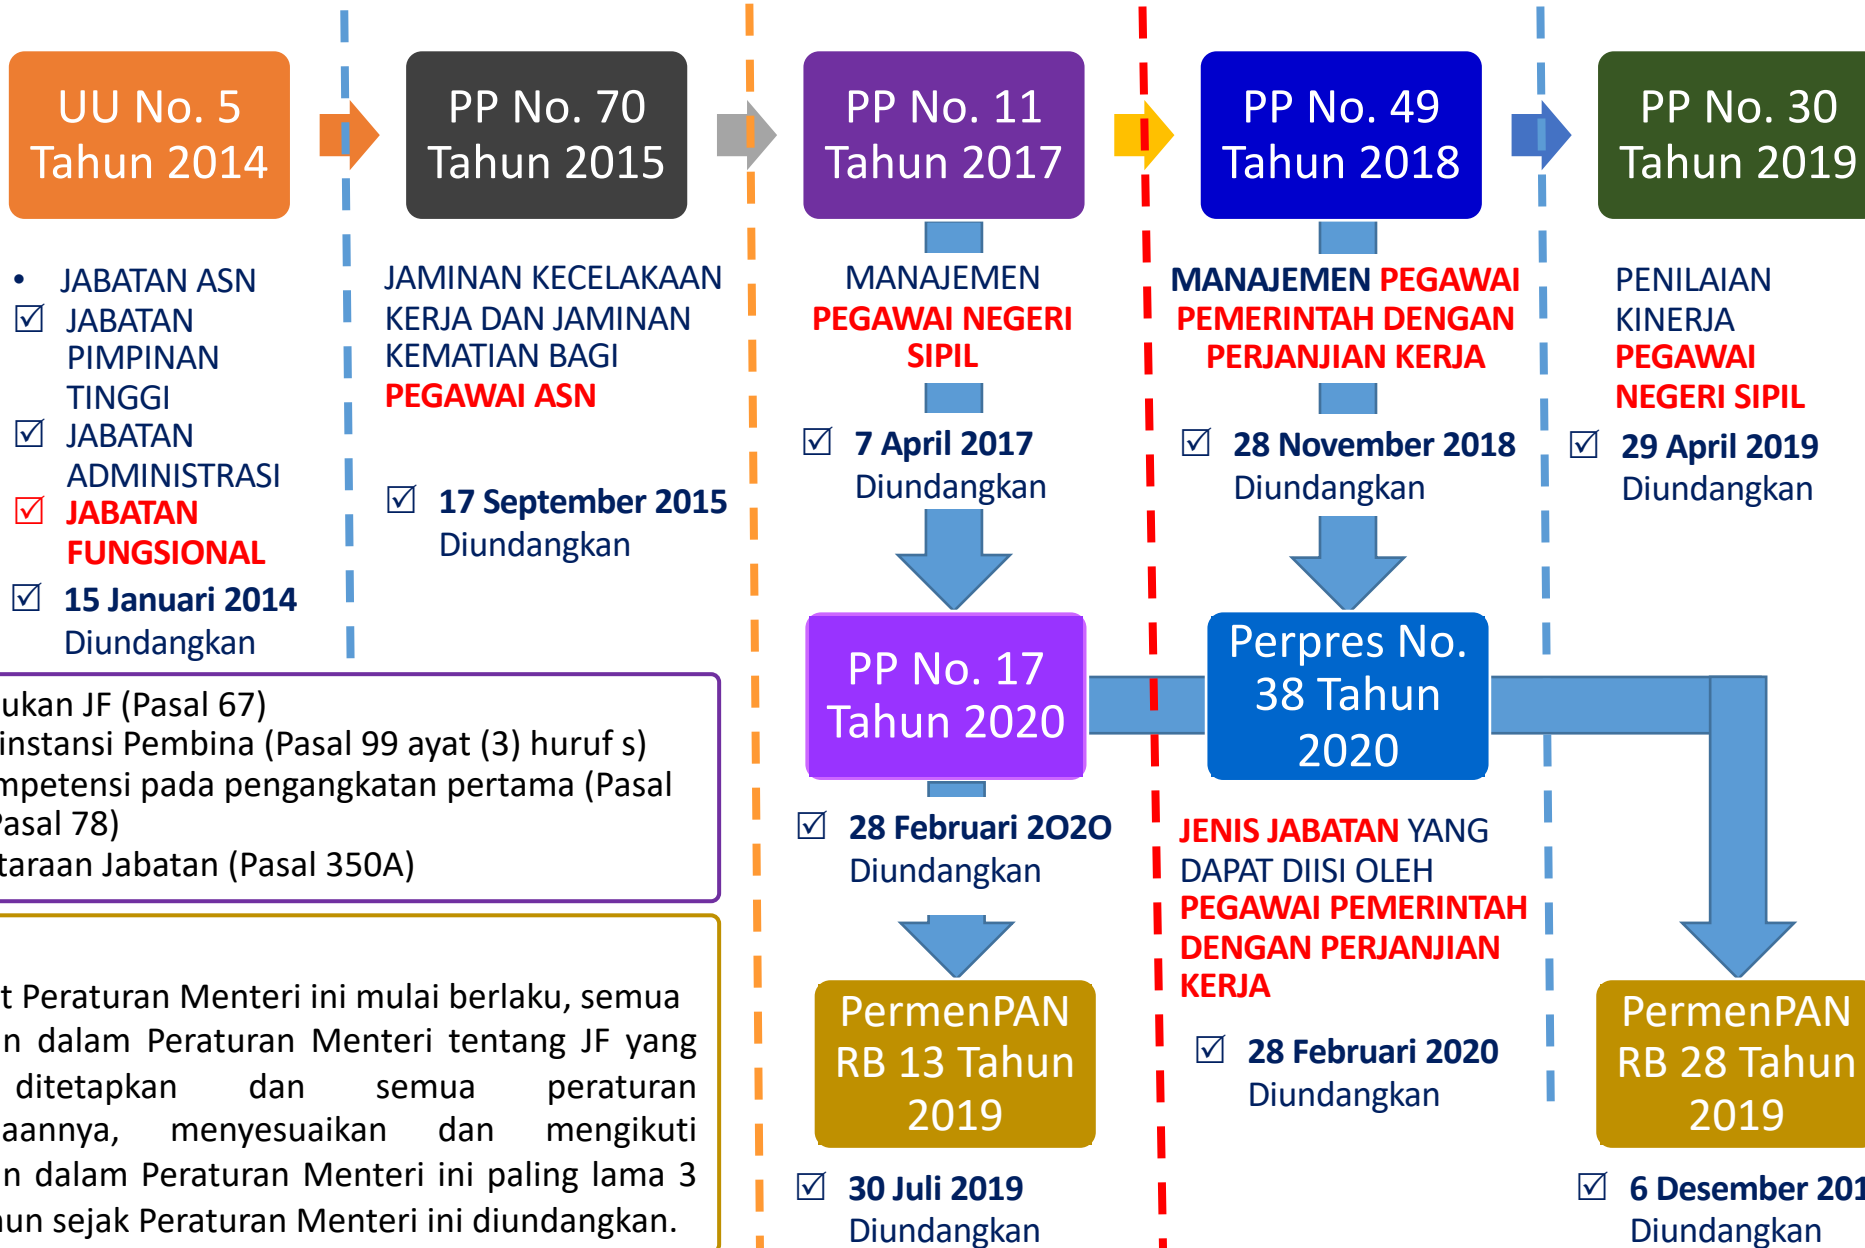 UU No. 5
Tahun 2014
PP No. 70
Tahun 2015
PP No. 11
Tahun 2017
PP No. 49
Tahun 2018
PP No. 30
Tahun 2019
• JABATAN ASN
☑ JABATAN
PIMPINAN
TINGGI
☑ JABATAN
ADMINISTRASI
☑ JABATAN
FUNGSIONAL
☑ 15 Januari 2014
Diundangkan
JAMINAN KECELAKAAN
KERJA DAN JAMINAN
KEMATIAN BAGI
PEGAWAI ASN
☑ 17 September 2015
Diundangkan
MANAJEMEN
PEGAWAI NEGERI
SIPIL
☑ 7 April 2017
Diundangkan
MANAJEMEN PEGAWAI
PEMERINTAH DENGAN
PERJANJIAN KERJA
☑ 28 November 2018
Diundangkan
PENILAIAN
KINERJA
PEGAWAI
NEGERI SIPIL
☑ 29 April 2019
Diundangkan
ukan JF (Pasal 67)
instansi Pembina (Pasal 99 ayat (3) huruf s)
mpetensi pada pengangkatan pertama (Pasal
Pasal 78)
taraan Jabatan (Pasal 350A)
t Peraturan Menteri ini mulai berlaku, semua
n dalam Peraturan Menteri tentang JF yang
ditetapkan dan semua peraturan
aannya, menyesuaikan dan mengikuti
n dalam Peraturan Menteri ini paling lama 3
un sejak Peraturan Menteri ini diundangkan.
PP No. 17
Tahun 2020
☑ 28 Februari 2O2O
Diundangkan
PermenPAN
RB 13 Tahun
2019
☑ 30 Juli 2019
Diundangkan
Perpres No.
38 Tahun
2020
JENIS JABATAN YANG
DAPAT DIISI OLEH
PEGAWAI PEMERINTAH
DENGAN PERJANJIAN
KERJA
☑ 28 Februari 2020
Diundangkan
PermenPAN
RB 28 Tahun
2019
☑ 6 Desember 201
Diundangkan